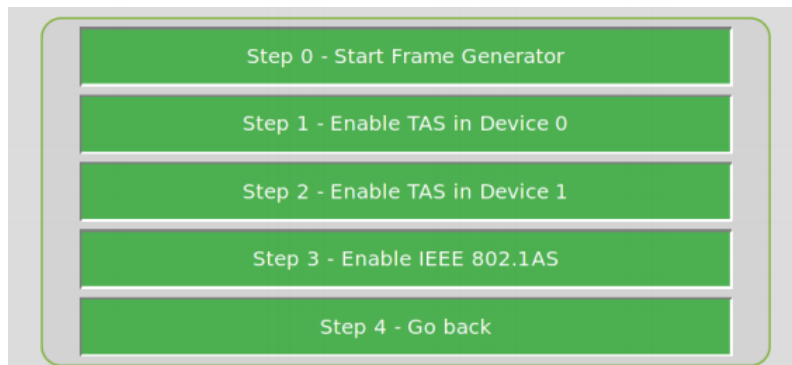 Step 0 - Start Frame Generator
Step 1 - Enable TAS in Device 0
Step 2 - Enable TAS in Device 1
Step 3 - Enable IEEE 802.1AS
Step 4 - Go back